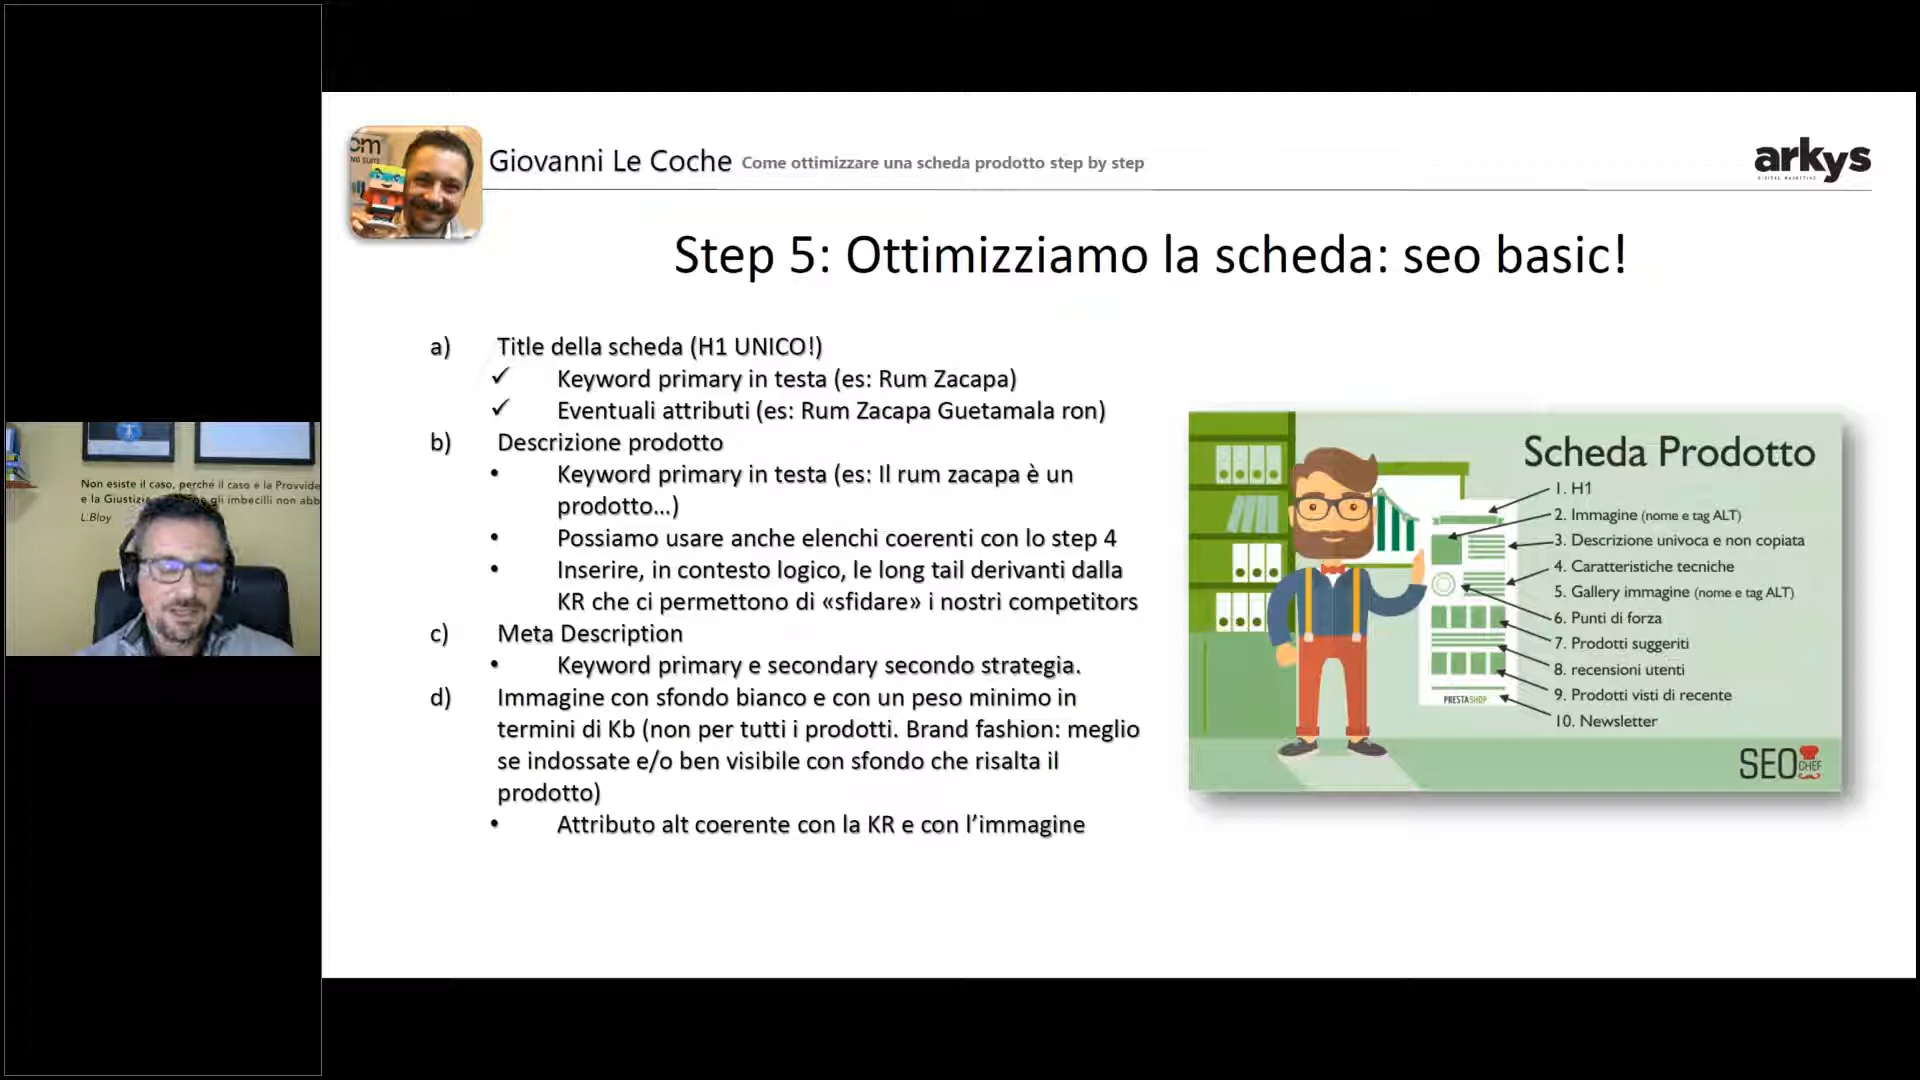 Giovanni Le Coche Come ottimizzare una scheda prodotto step by step
arkys
DIGITAL MARKETING
Step 5: Ottimizziamo la scheda: seo basic!
a) Title della scheda (H1 UNICO!)
✓ Keyword primary in testa (es: Rum Zacapa)
✓ Eventuali attributi (es: Rum Zacapa Guetamala ron)
b) Descrizione prodotto
• Keyword primary in testa (es: Il rum zacapa è un
prodotto…)
• Possiamo usare anche elenchi coerenti con lo step 4
• Inserire, in contesto logico, le long tail derivanti dalla
KR che ci permettono di «sfidare» i nostri competitors
c) Meta Description
• Keyword primary e secondary secondo strategia.
d) Immagine con sfondo bianco e con un peso minimo in
termini di Kb (non per tutti i prodotti. Brand fashion: meglio
se indossate e/o ben visibile con sfondo che risalta il
prodotto)
• Attributo alt coerente con la KR e con l’immagine
Scheda Prodotto
1. H1
2. Immagine (nome e tag ALT)
3. Descrizione univoca e non copiata
4. Caratteristiche tecniche
5. Gallery immagine (nome e tag ALT)
6. Punti di forza
7. Prodotti suggeriti
8. recensioni utenti
9. Prodotti visti di recente
10. Newsletter
PRESTASHOP
SEO CHEF
Non esiste il caso, perché il caso è la Provvide
e la Giustizia gli imbecilli non abb
L.Bloy